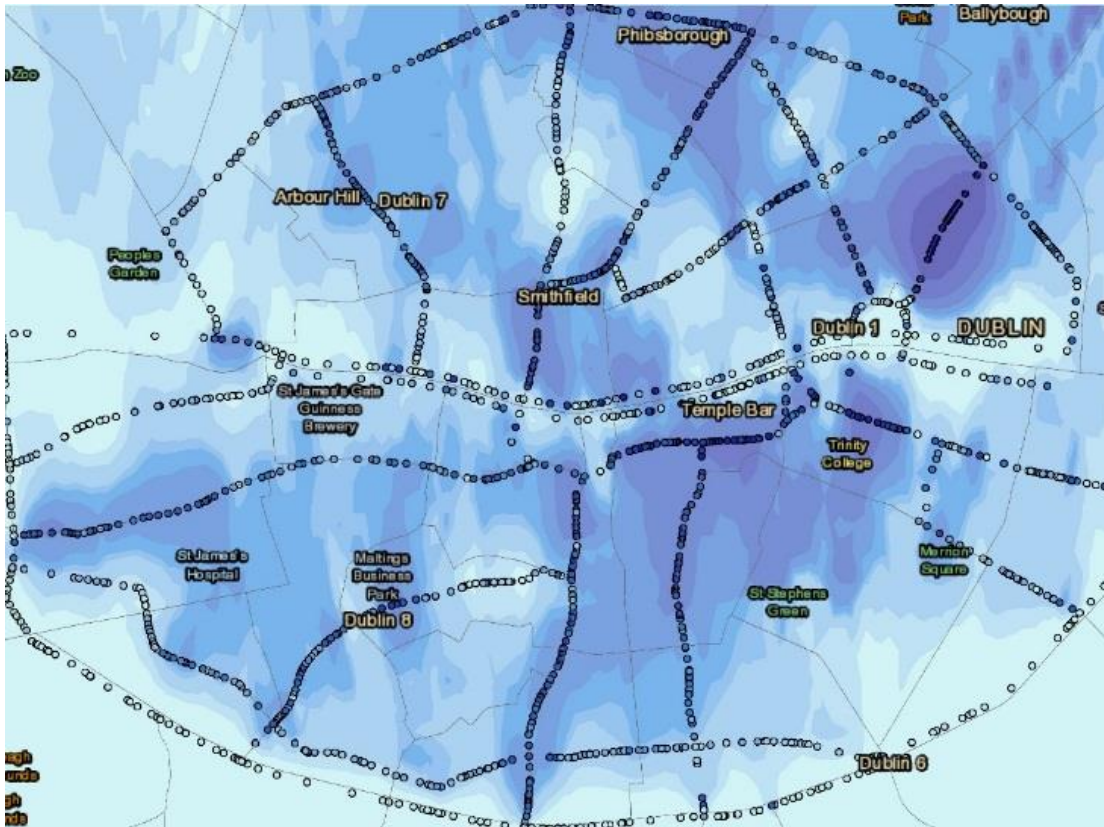 Park
Ballybough
Phibsborough
Zoo
Arbour Hill
Dublin 7
Peoples
Garden
Smithfield
Dublin 1
DUBLIN
St James's Gate
Guinness
Brewery
Temple Bar
Trinity
College
St James's
Hospital
Maltings
Business
Park
Merrion
Square
St Stephens
Green
Dublin 8
Dublin 6